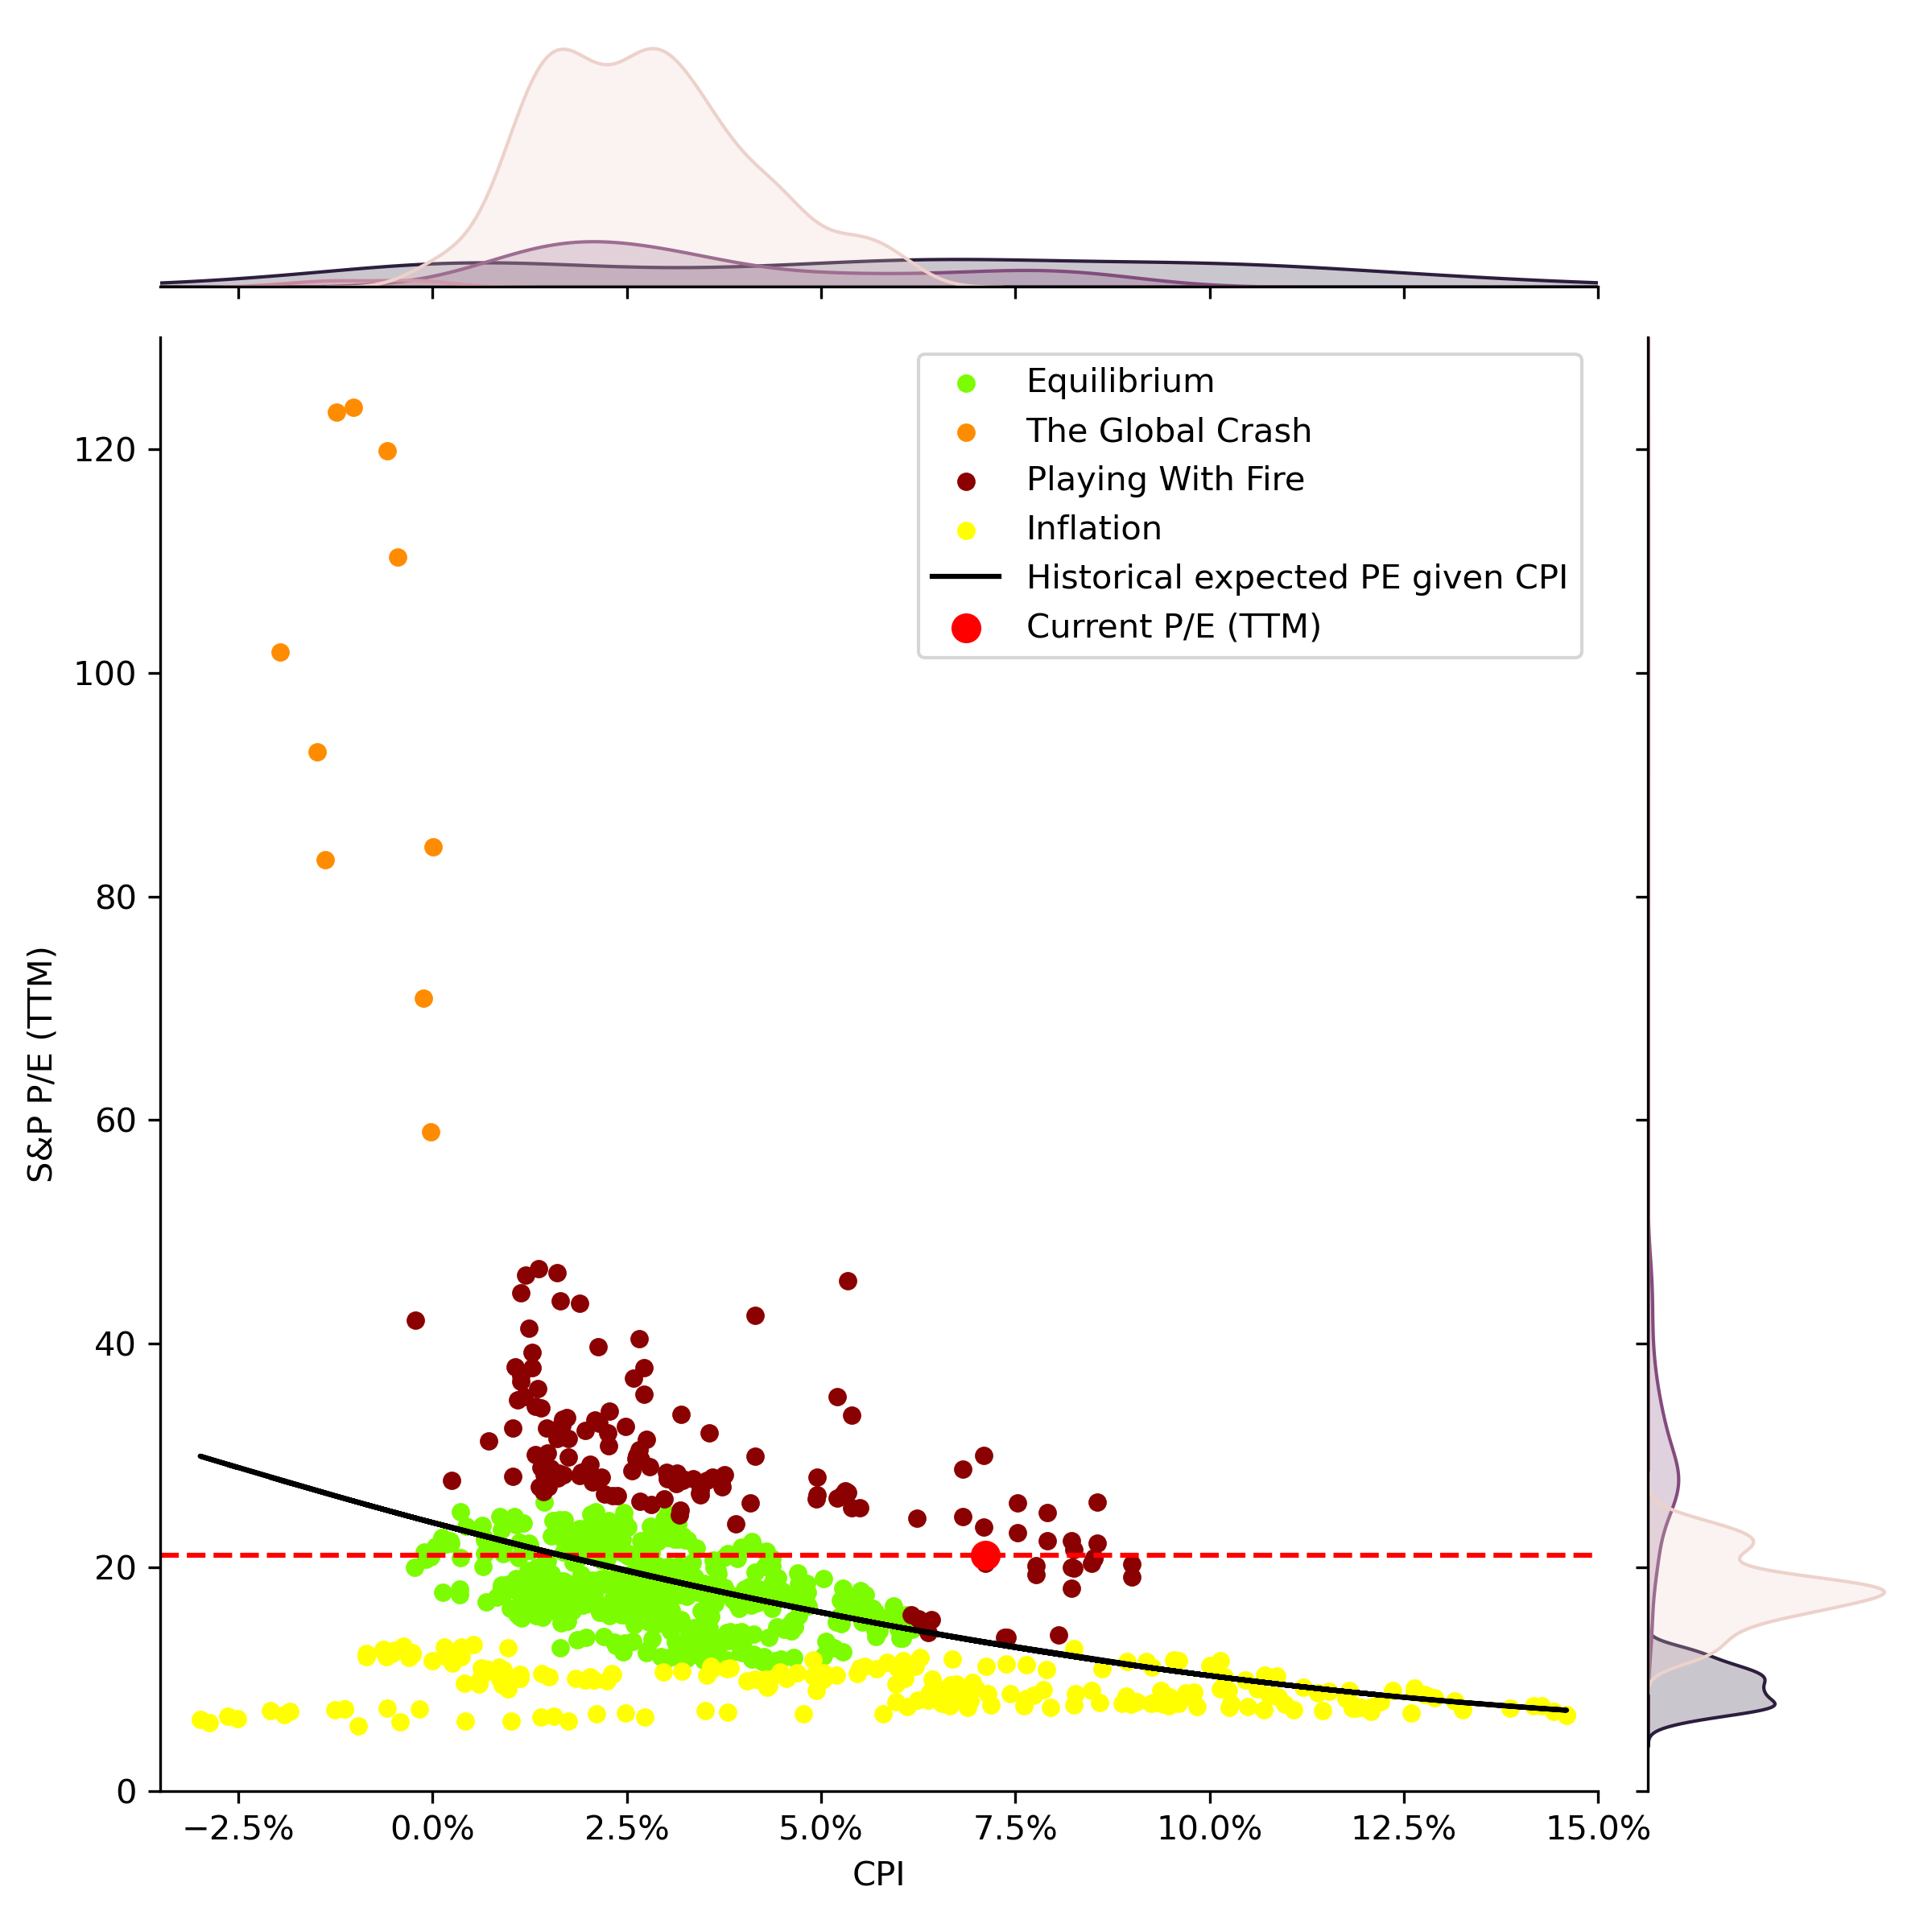 Equilibrium
The Global Crash
Playing With Fire
Inflation
Historical expected PE given CPI
Current P/E (TTM)
120
100
80
60
40
20
0
S&P P/E (TTM)
−2.5% 0.0% 2.5% 5.0% 7.5% 10.0% 12.5% 15.0%
CPI